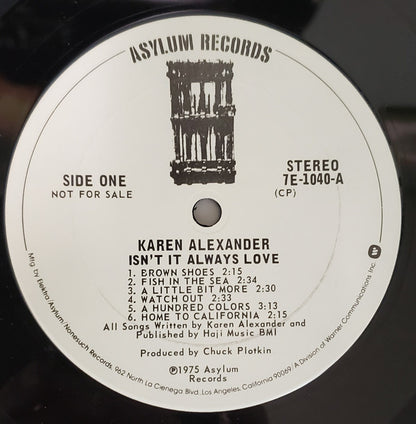 ASYLUM RECORDS
SIDE ONE
NOT FOR SALE
STEREO
7E-1040-A
(CP)
KAREN ALEXANDER
ISN'T IT ALWAYS LOVE
1. BROWN SHOES 2:15
2. FISH IN THE SEA 2:34
3. A LITTLE BIT MORE 2:30
4. WATCH OUT 2:33
5. A HUNDRED COLORS 3:13
6. HOME TO CALIFORNIA 2:15
All Songs Written by Karen Alexander and
Published by Haji Music BMI
Produced by Chuck Plotkin
℗1975 Asylum
Records
Mfg. by Elektra/Asylum/Nonesuch Records, 962 North La Cienega Blvd., Los Angeles, California 90069/A Division of Warner Communications Inc.